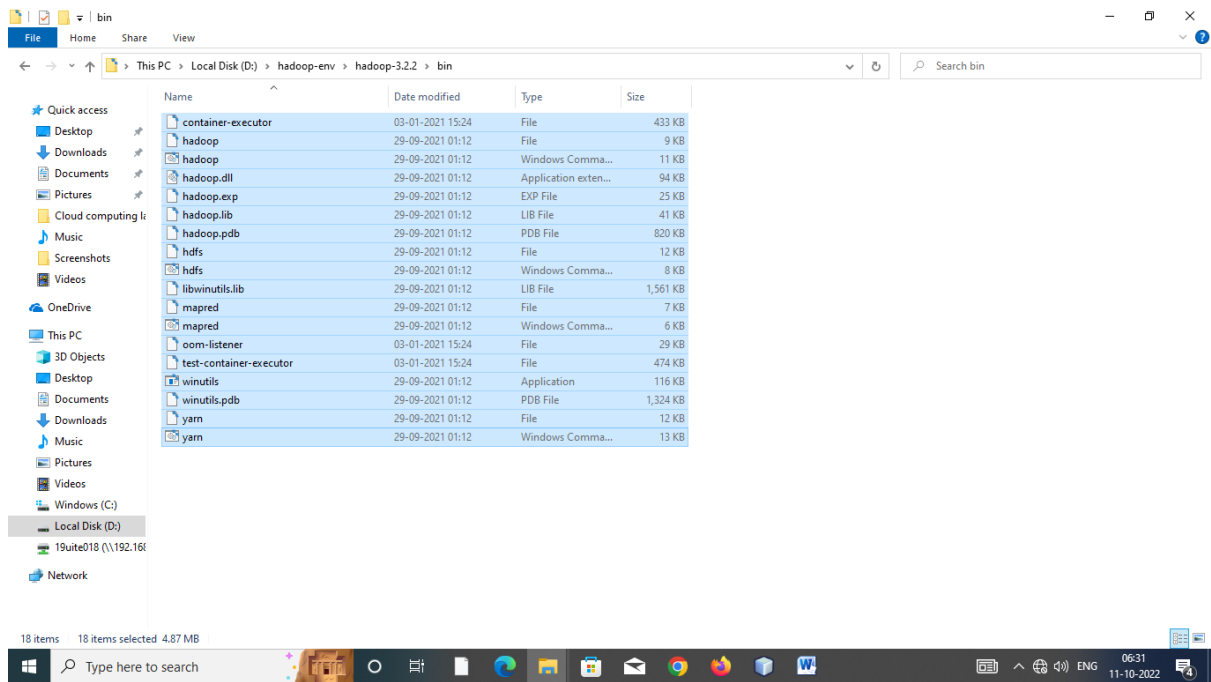 bin
File Home Share View
This PC > Local Disk (D:) > hadoop-env > hadoop-3.2.2 > bin
Search bin
Name Date modified Type Size
Quick access
Desktop
Downloads
Documents
Pictures
Cloud computing la
Music
Screenshots
Videos
OneDrive
This PC
3D Objects
Desktop
Documents
Downloads
Music
Pictures
Videos
Windows (C:)
Local Disk (D:)
19uite018 (\\192.168
Network
container-executor 03-01-2021 15:24 File 433 KB
hadoop 29-09-2021 01:12 File 9 KB
hadoop 29-09-2021 01:12 Windows Comma... 11 KB
hadoop.dll 29-09-2021 01:12 Application exten... 94 KB
hadoop.exp 29-09-2021 01:12 EXP File 25 KB
hadoop.lib 29-09-2021 01:12 LIB File 41 KB
hadoop.pdb 29-09-2021 01:12 PDB File 820 KB
hdfs 29-09-2021 01:12 File 12 KB
hdfs 29-09-2021 01:12 Windows Comma... 8 KB
libwinutils.lib 29-09-2021 01:12 LIB File 1,561 KB
mapred 29-09-2021 01:12 File 7 KB
mapred 29-09-2021 01:12 Windows Comma... 6 KB
oom-listener 03-01-2021 15:24 File 29 KB
test-container-executor 03-01-2021 15:24 File 474 KB
winutils 29-09-2021 01:12 Application 116 KB
winutils.pdb 29-09-2021 01:12 PDB File 1,324 KB
yarn 29-09-2021 01:12 File 12 KB
yarn 29-09-2021 01:12 Windows Comma... 13 KB
18 items 18 items selected 4.87 MB
Type here to search
ENG
06:31
11-10-2022
4